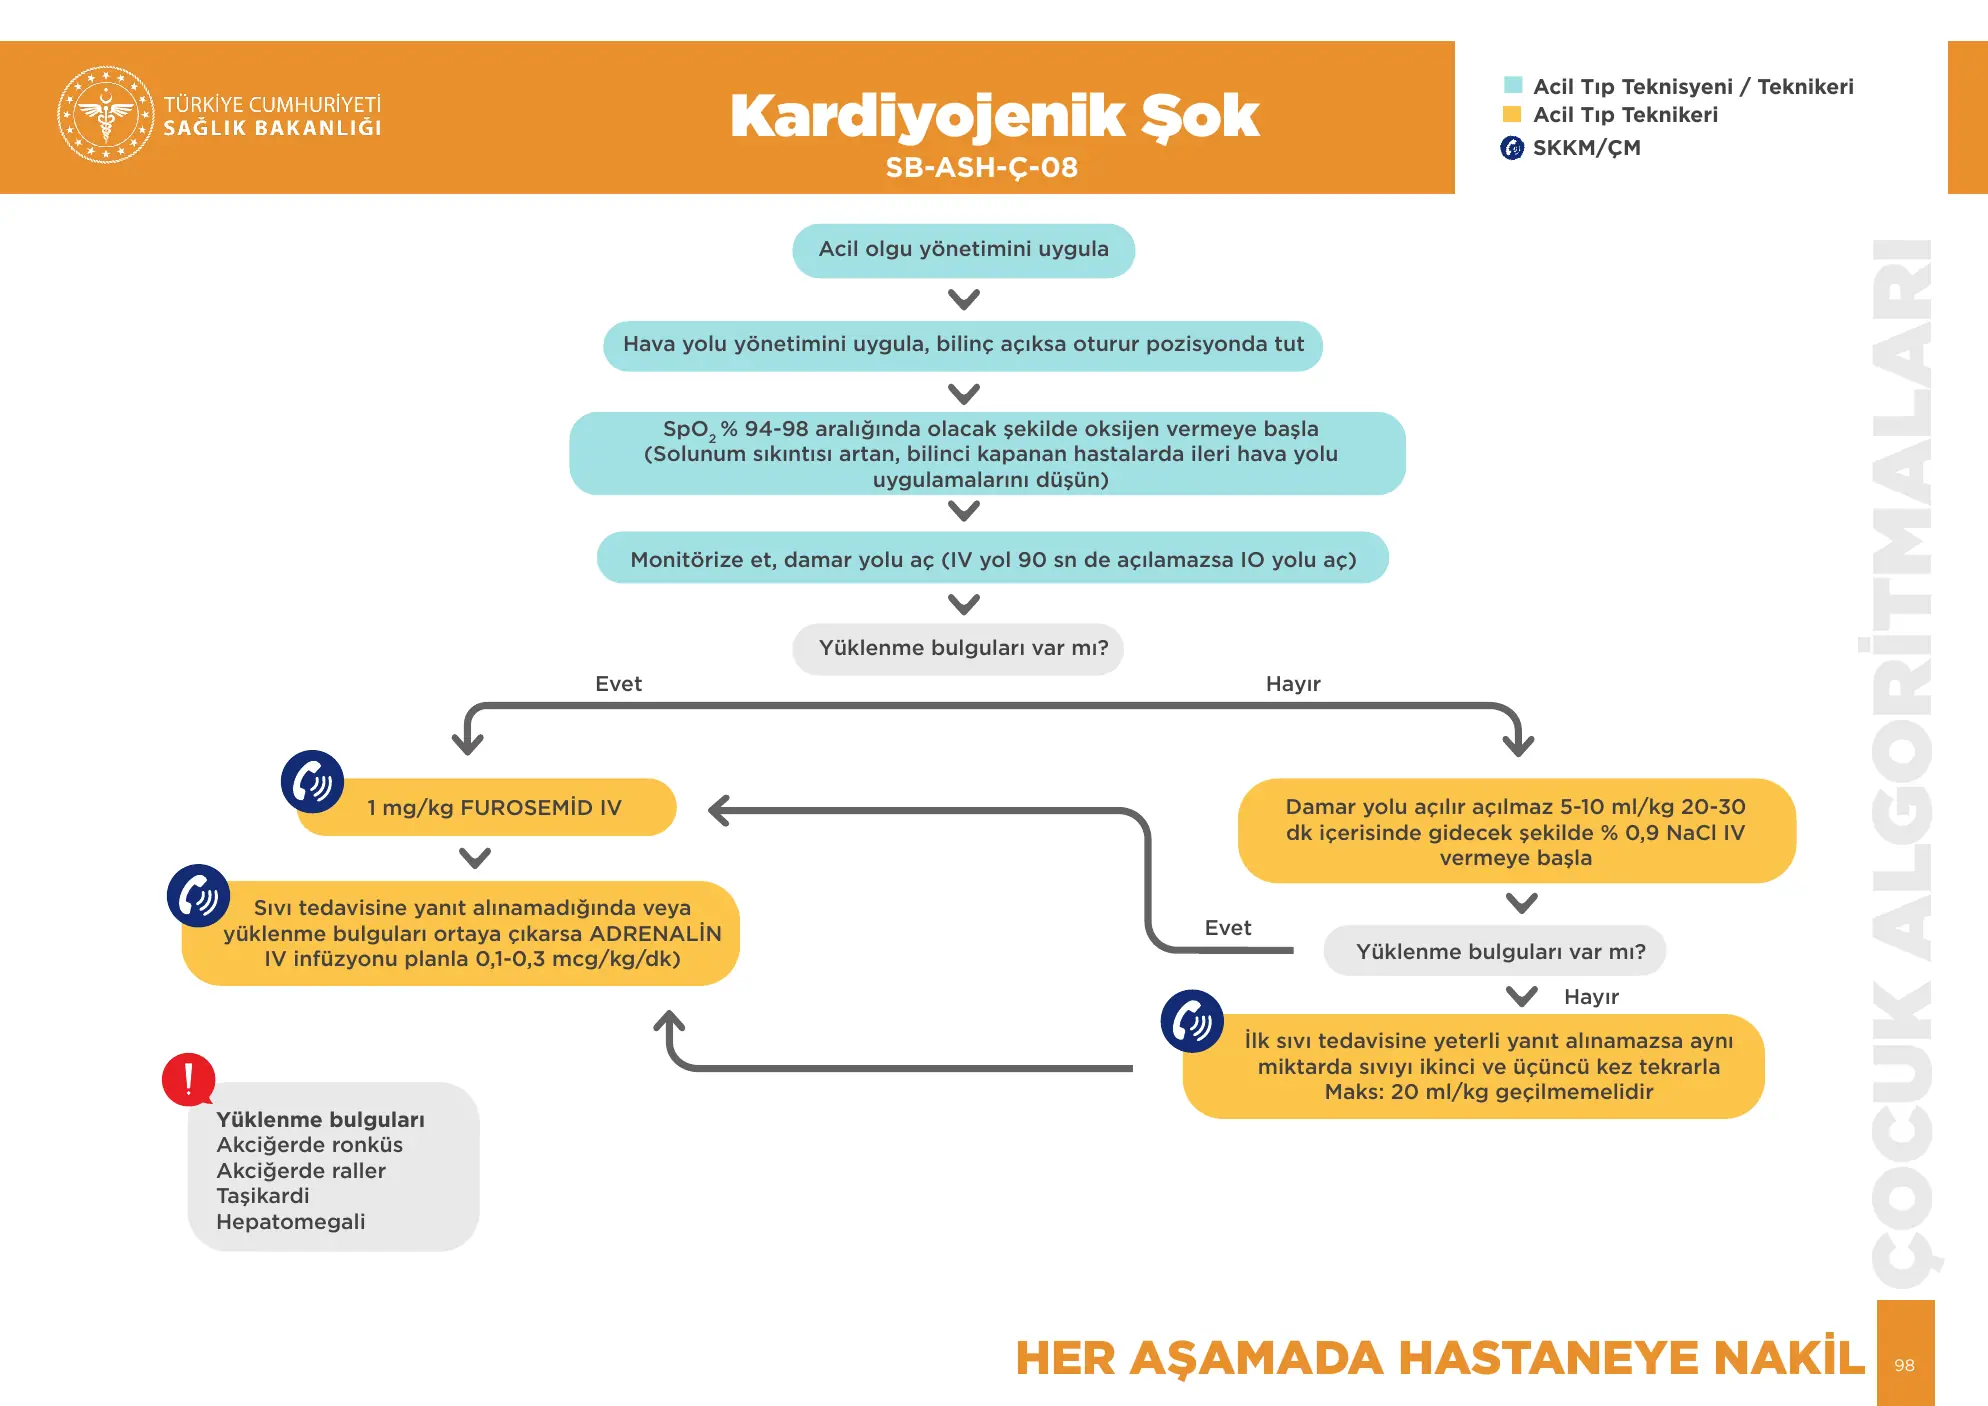 TÜRKİYE CUMHURİYETİ
SAĞLIK BAKANLIĞI
Kardiyojenik Şok
SB-ASH-Ç-08
Acil Tıp Teknisyeni / Teknikeri
Acil Tıp Teknikeri
SKKM/ÇM
Acil olgu yönetimini uygula
Hava yolu yönetimini uygula, bilinç açıksa oturur pozisyonda tut
SpO₂ % 94-98 aralığında olacak şekilde oksijen vermeye başla
(Solunum sıkıntısı artan, bilinci kapanan hastalarda ileri hava yolu
uygulamalarını düşün)
Monitörize et, damar yolu aç (IV yol 90 sn de açılamazsa IO yolu aç)
Yüklenme bulguları var mı?
Evet
Hayır
1 mg/kg FUROSEMİD IV
Sıvı tedavisine yanıt alınamadığında veya
yüklenme bulguları ortaya çıkarsa ADRENALİN
IV infüzyonu planla 0,1-0,3 mcg/kg/dk)
Damar yolu açılır açılmaz 5-10 ml/kg 20-30
dk içerisinde gidecek şekilde % 0,9 NaCl IV
vermeye başla
Evet
Yüklenme bulguları var mı?
Hayır
İlk sıvı tedavisine yeterli yanıt alınamazsa aynı
miktarda sıvıyı ikinci ve üçüncü kez tekrarla
Maks: 20 ml/kg geçilmemelidir
!
Yüklenme bulguları
Akciğerde ronküs
Akciğerde raller
Taşikardi
Hepatomegali
ÇOCUK ALGORİTMALARI
HER AŞAMADA HASTANEYE NAKİL
98